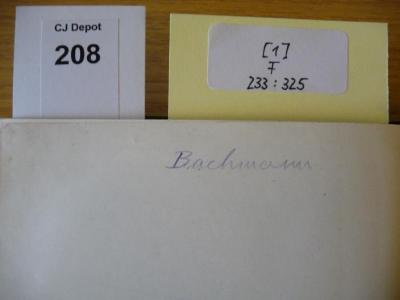 CJ Depot
208
[1]
F
233 : 325
Bachmann